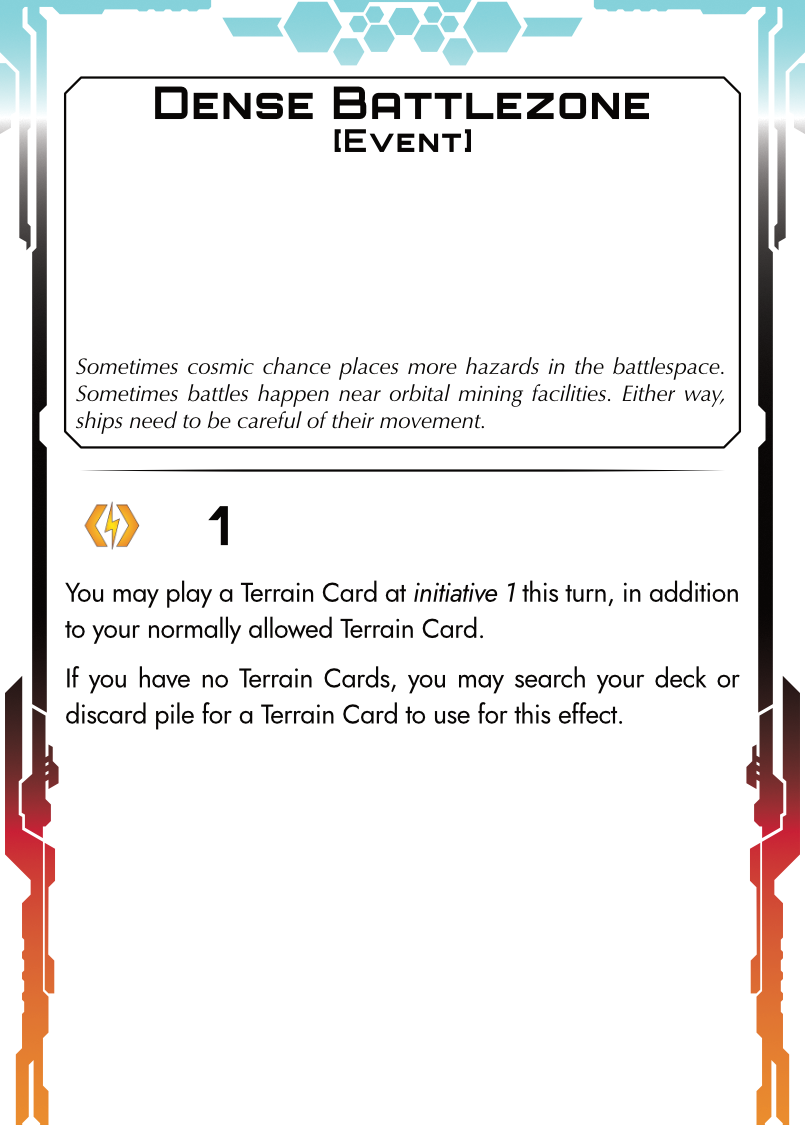 Dense Battlezone
[Event]
Sometimes cosmic chance places more hazards in the battlespace.
Sometimes battles happen near orbital mining facilities. Either way,
ships need to be careful of their movement.
1
You may play a Terrain Card at initiative 1 this turn, in addition
to your normally allowed Terrain Card.
If you have no Terrain Cards, you may search your deck or
discard pile for a Terrain Card to use for this effect.